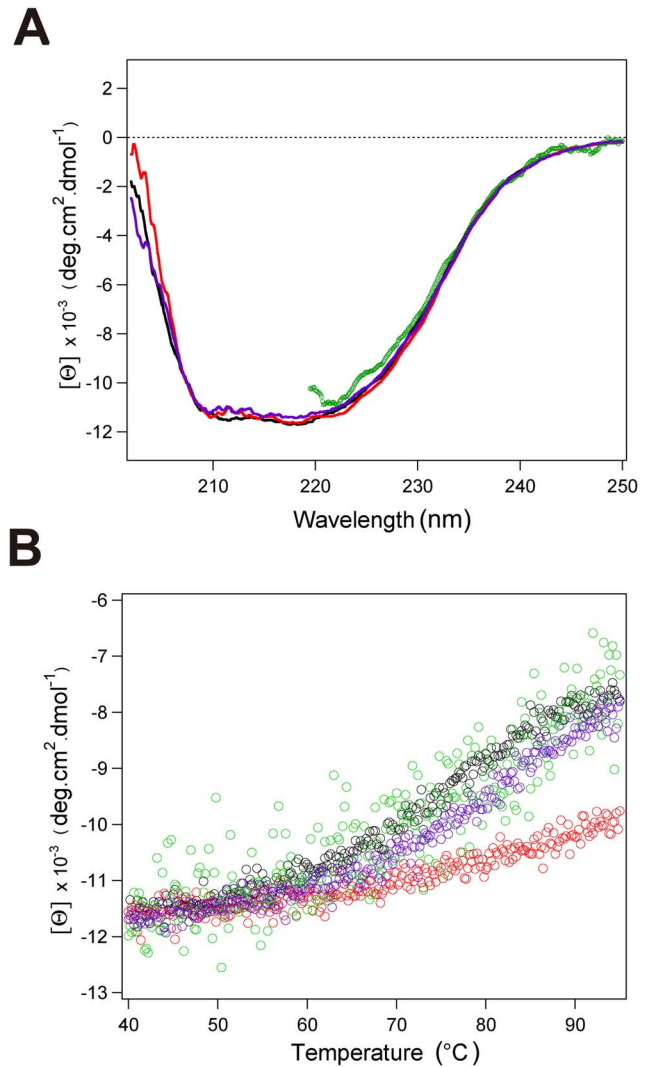 A
2
0
-2
-4
-6
-8
-10
-12
[Θ] x 10⁻³ (deg.cm².dmol⁻¹)
210 220 230 240 250
Wavelength (nm)
B
-6
-7
-8
-9
-10
-11
-12
-13
[Θ] x 10⁻³ (deg.cm².dmol⁻¹)
40 50 60 70 80 90
Temperature (°C)